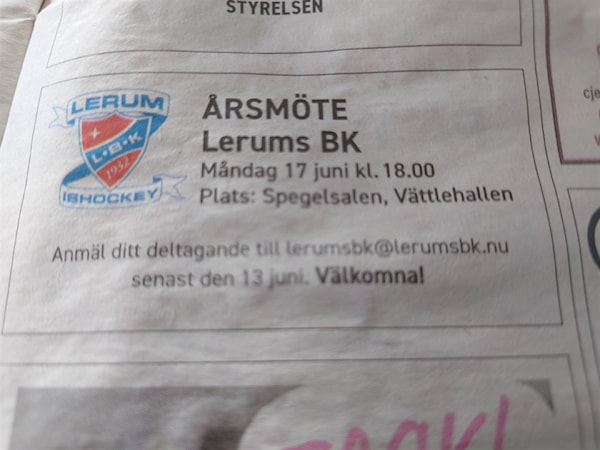 STYRELSEN
LERUM
L·B·K
1932
ISHOCKEY
ÅRSMÖTE
Lerums BK
Måndag 17 juni kl. 18.00
Plats: Spegelsalen, Vättlehallen
Anmäl ditt deltagande till lerumsbk@lerumsbk.nu
senast den 13 juni. Välkomna!